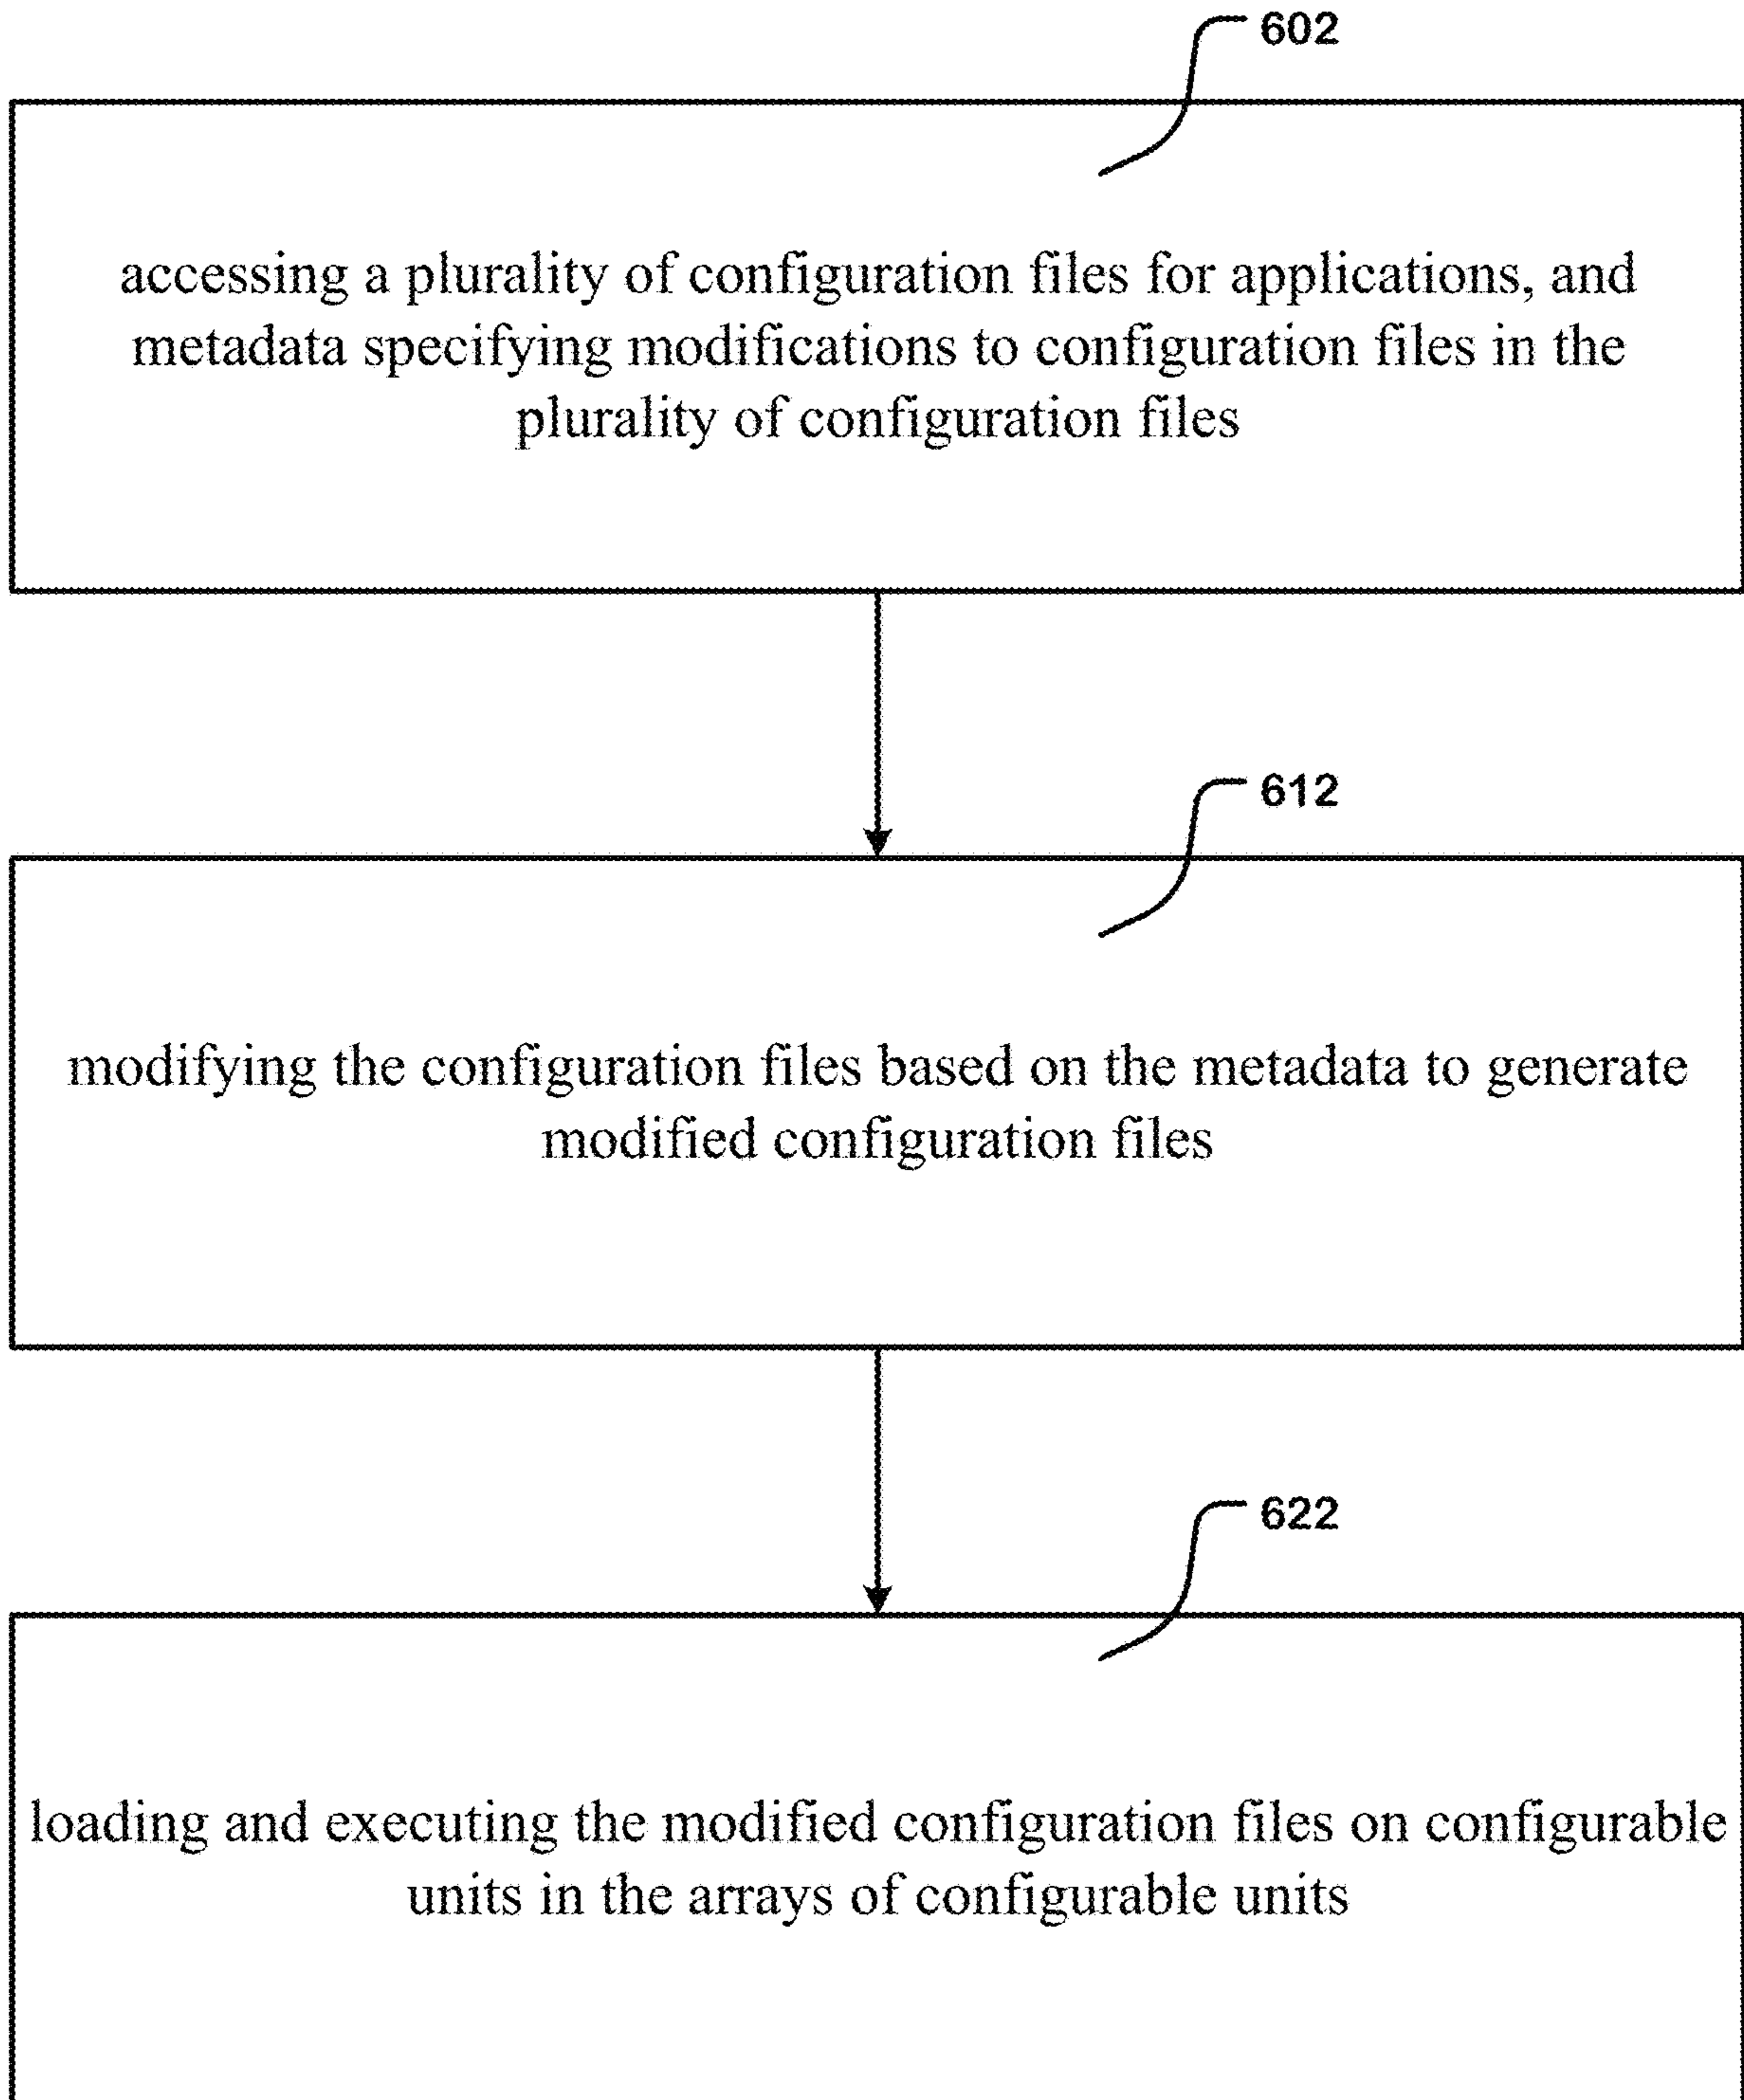 602
accessing a plurality of configuration files for applications, and
metadata specifying modifications to configuration files in the
plurality of configuration files
612
modifying the configuration files based on the metadata to generate
modified configuration files
622
loading and executing the modified configuration files on configurable
units in the arrays of configurable units